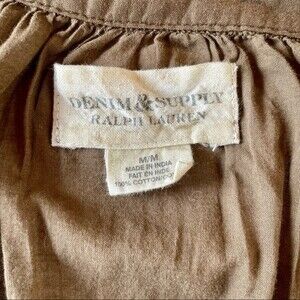 DENIM & SUPPLY
RALPH LAUREN
M/M
MADE IN INDIA
FAIT EN INDE
100% COTTON/